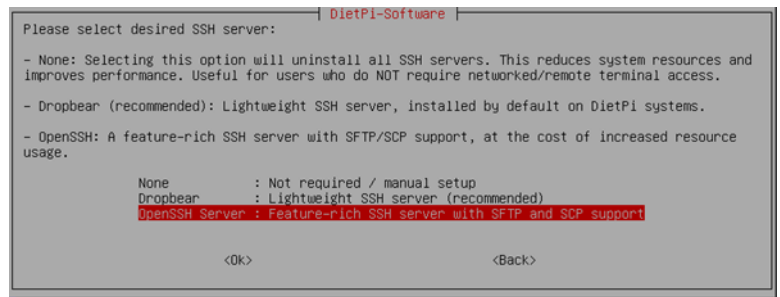 DietPi-Software
Please select desired SSH server:
- None: Selecting this option will uninstall all SSH servers. This reduces system resources and
improves performance. Useful for users who do NOT require networked/remote terminal access.
- Dropbear (recommended): Lightweight SSH server, installed by default on DietPi systems.
- OpenSSH: A feature-rich SSH server with SFTP/SCP support, at the cost of increased resource
usage.
None : Not required / manual setup
Dropbear : Lightweight SSH server (recommended)
OpenSSH Server : Feature-rich SSH server with SFTP and SCP support
<Ok> <Back>